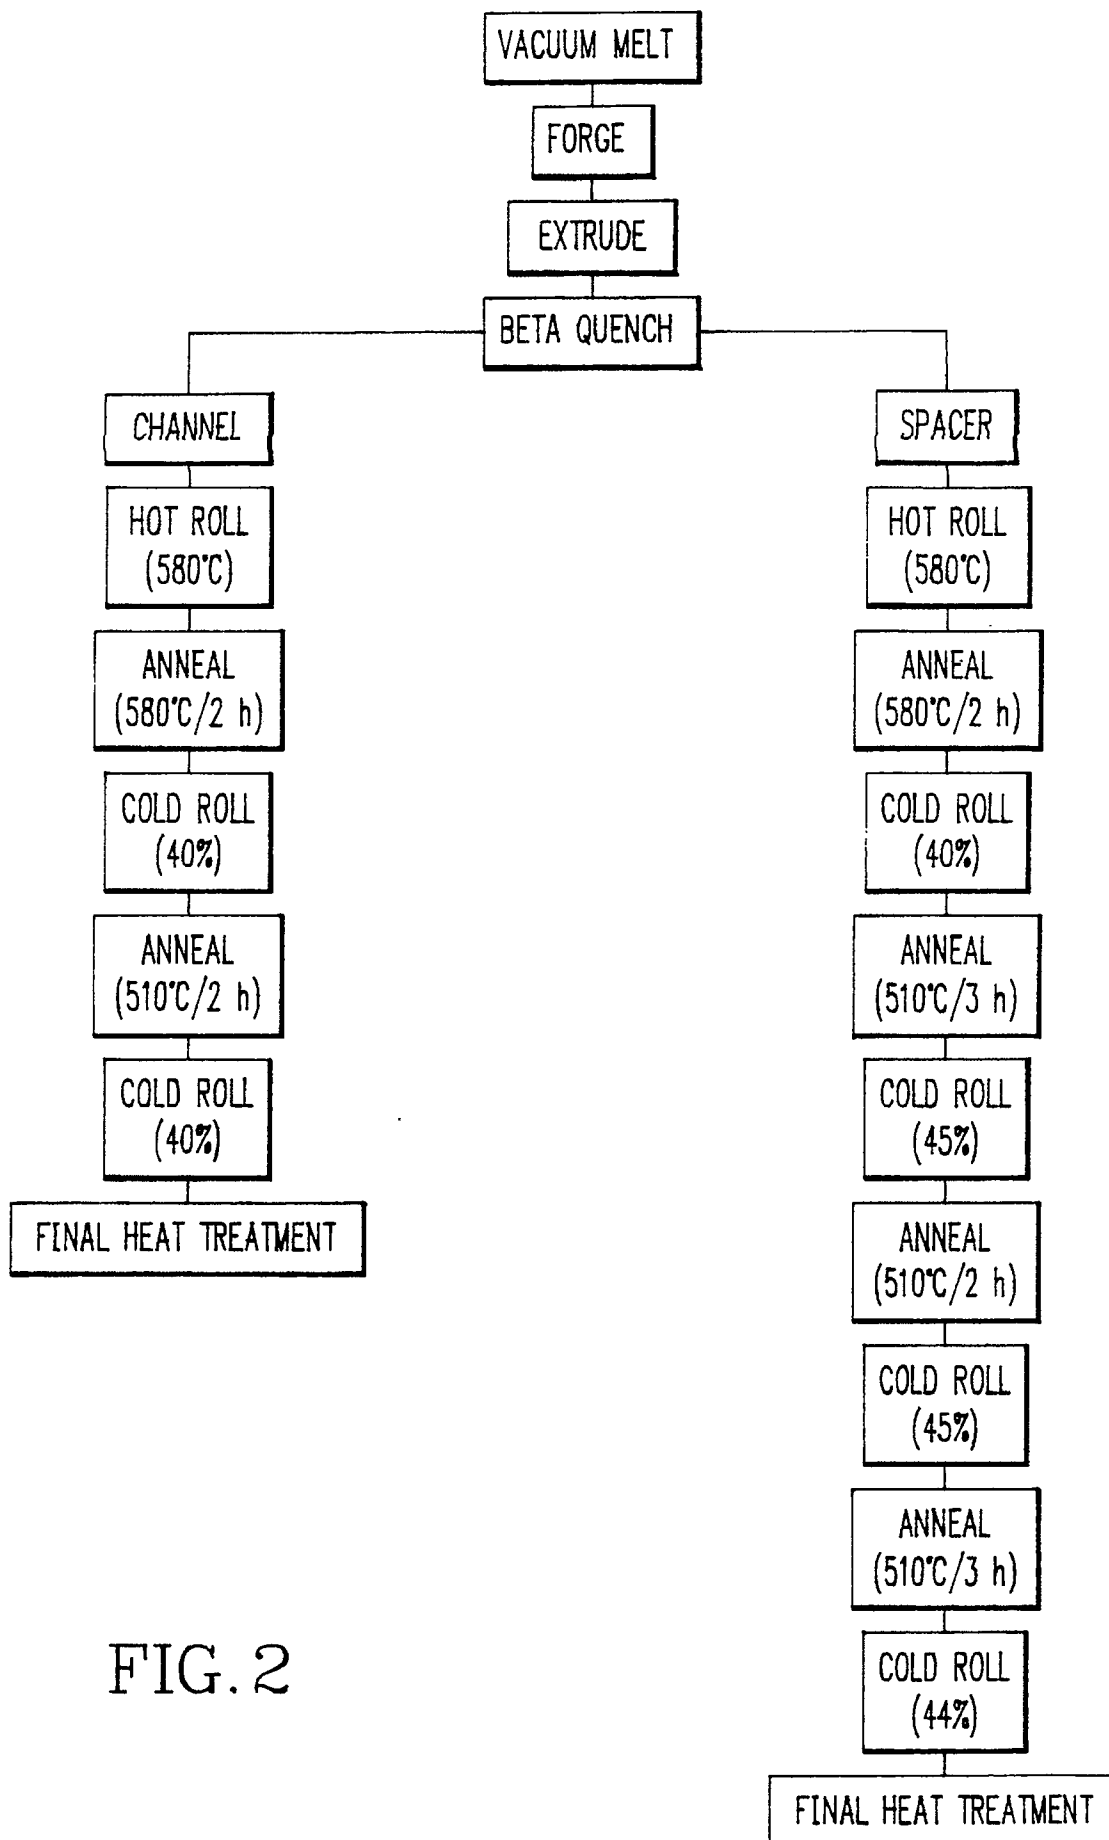 VACUUM MELT
FORGE
EXTRUDE
BETA QUENCH
CHANNEL
HOT ROLL
(580°C)
ANNEAL
(580°C/2 h)
COLD ROLL
(40%)
ANNEAL
(510°C/2 h)
COLD ROLL
(40%)
FINAL HEAT TREATMENT
SPACER
HOT ROLL
(580°C)
ANNEAL
(580°C/2 h)
COLD ROLL
(40%)
ANNEAL
(510°C/3 h)
COLD ROLL
(45%)
ANNEAL
(510°C/2 h)
COLD ROLL
(45%)
ANNEAL
(510°C/3 h)
COLD ROLL
(44%)
FINAL HEAT TREATMENT
FIG. 2